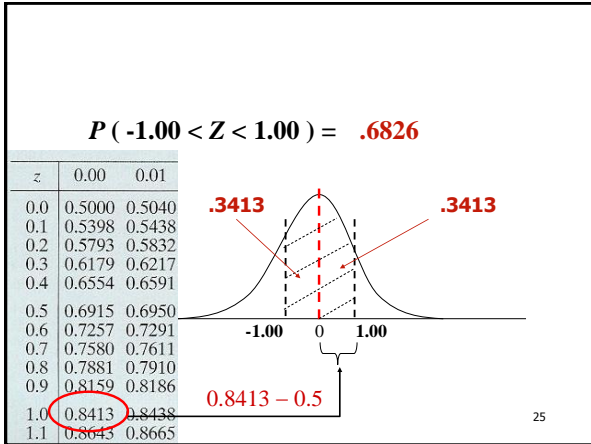 P ( -1.00 < Z < 1.00 ) = .6826
z 0.00 0.01
0.0 0.5000 0.5040
0.1 0.5398 0.5438
0.2 0.5793 0.5832
0.3 0.6179 0.6217
0.4 0.6554 0.6591
0.5 0.6915 0.6950
0.6 0.7257 0.7291
0.7 0.7580 0.7611
0.8 0.7881 0.7910
0.9 0.8159 0.8186
1.0 0.8413 0.8438
1.1 0.8643 0.8665
.3413 .3413
-1.00 0 1.00
0.8413 – 0.5
25